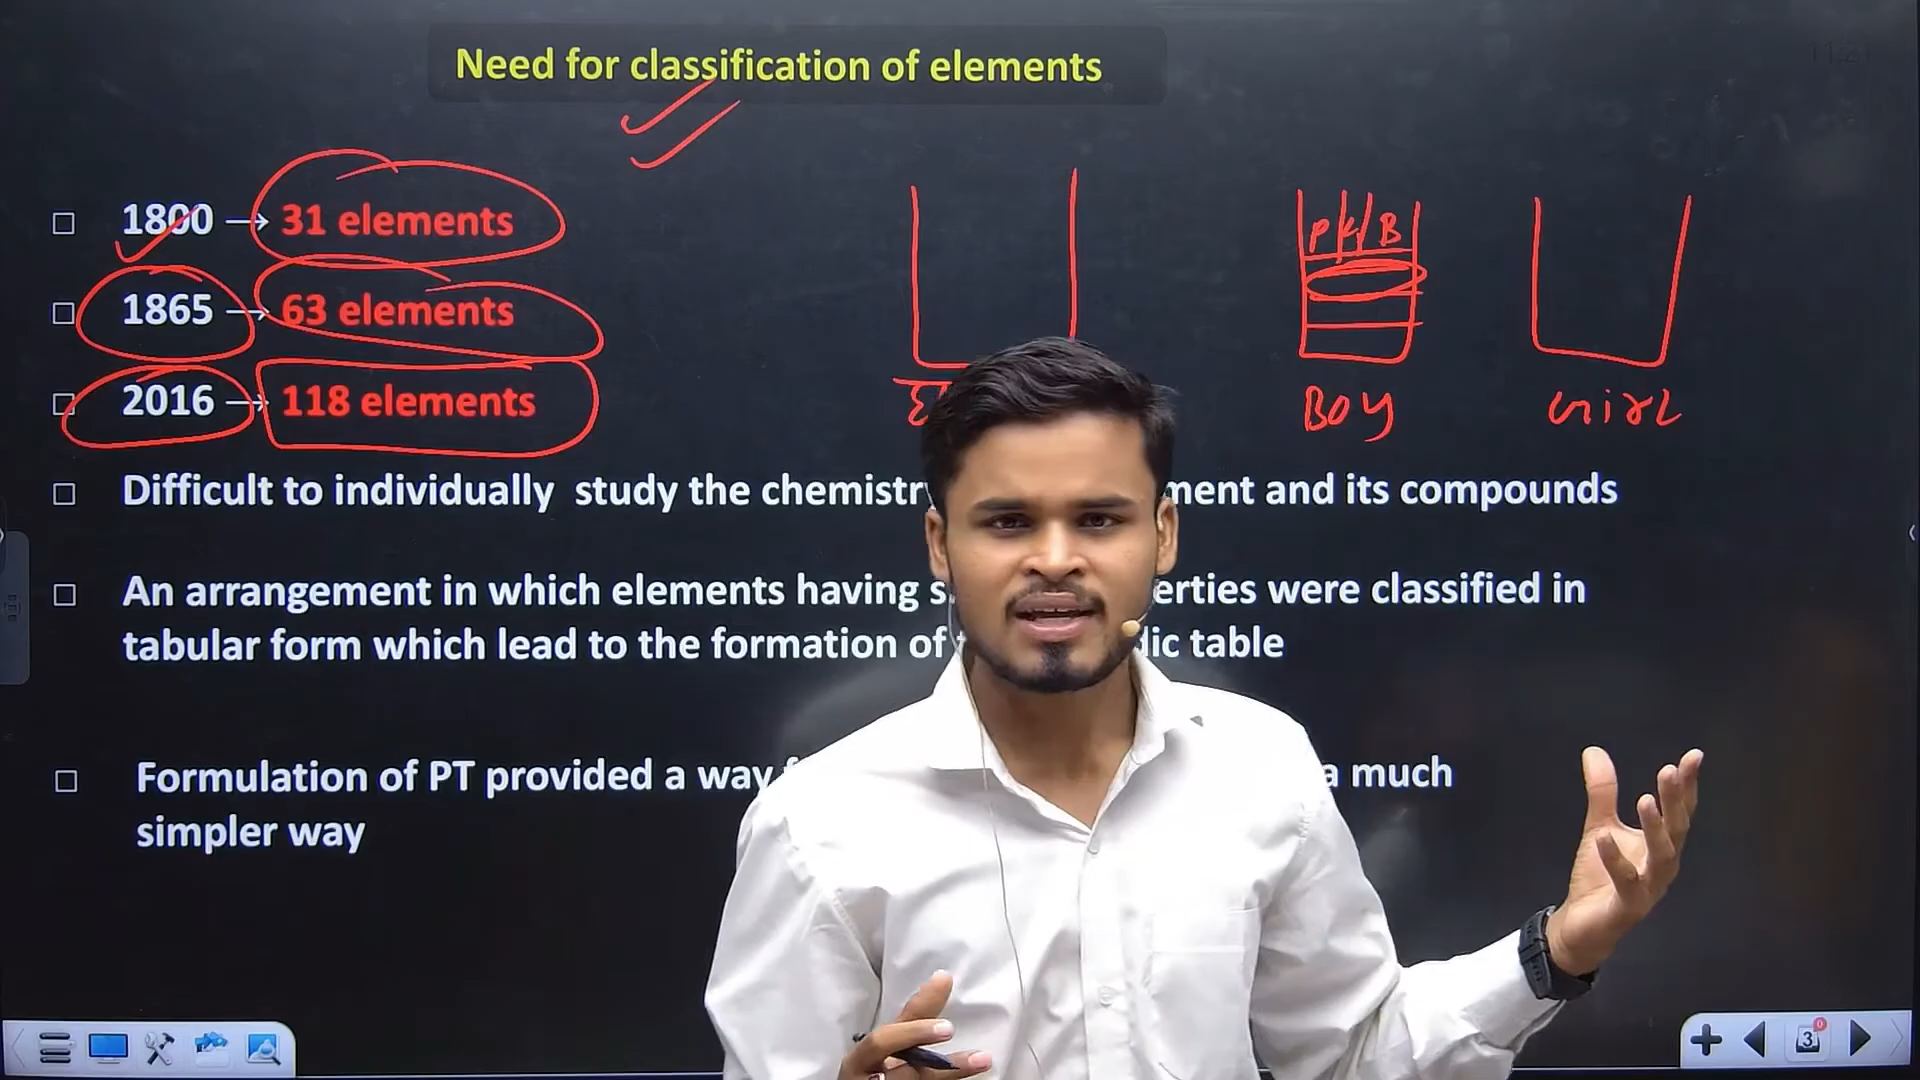 Need for classification of elements
☐ 1800 → 31 elements
☐ 1865 → 63 elements
☐ 2016 → 118 elements
P/K/B
Boy
Girl
☐ Difficult to individually study the chemistr ment and its compounds
☐ An arrangement in which elements having s erties were classified in
tabular form which lead to the formation of dic table
☐ Formulation of PT provided a way a much
simpler way
3
0